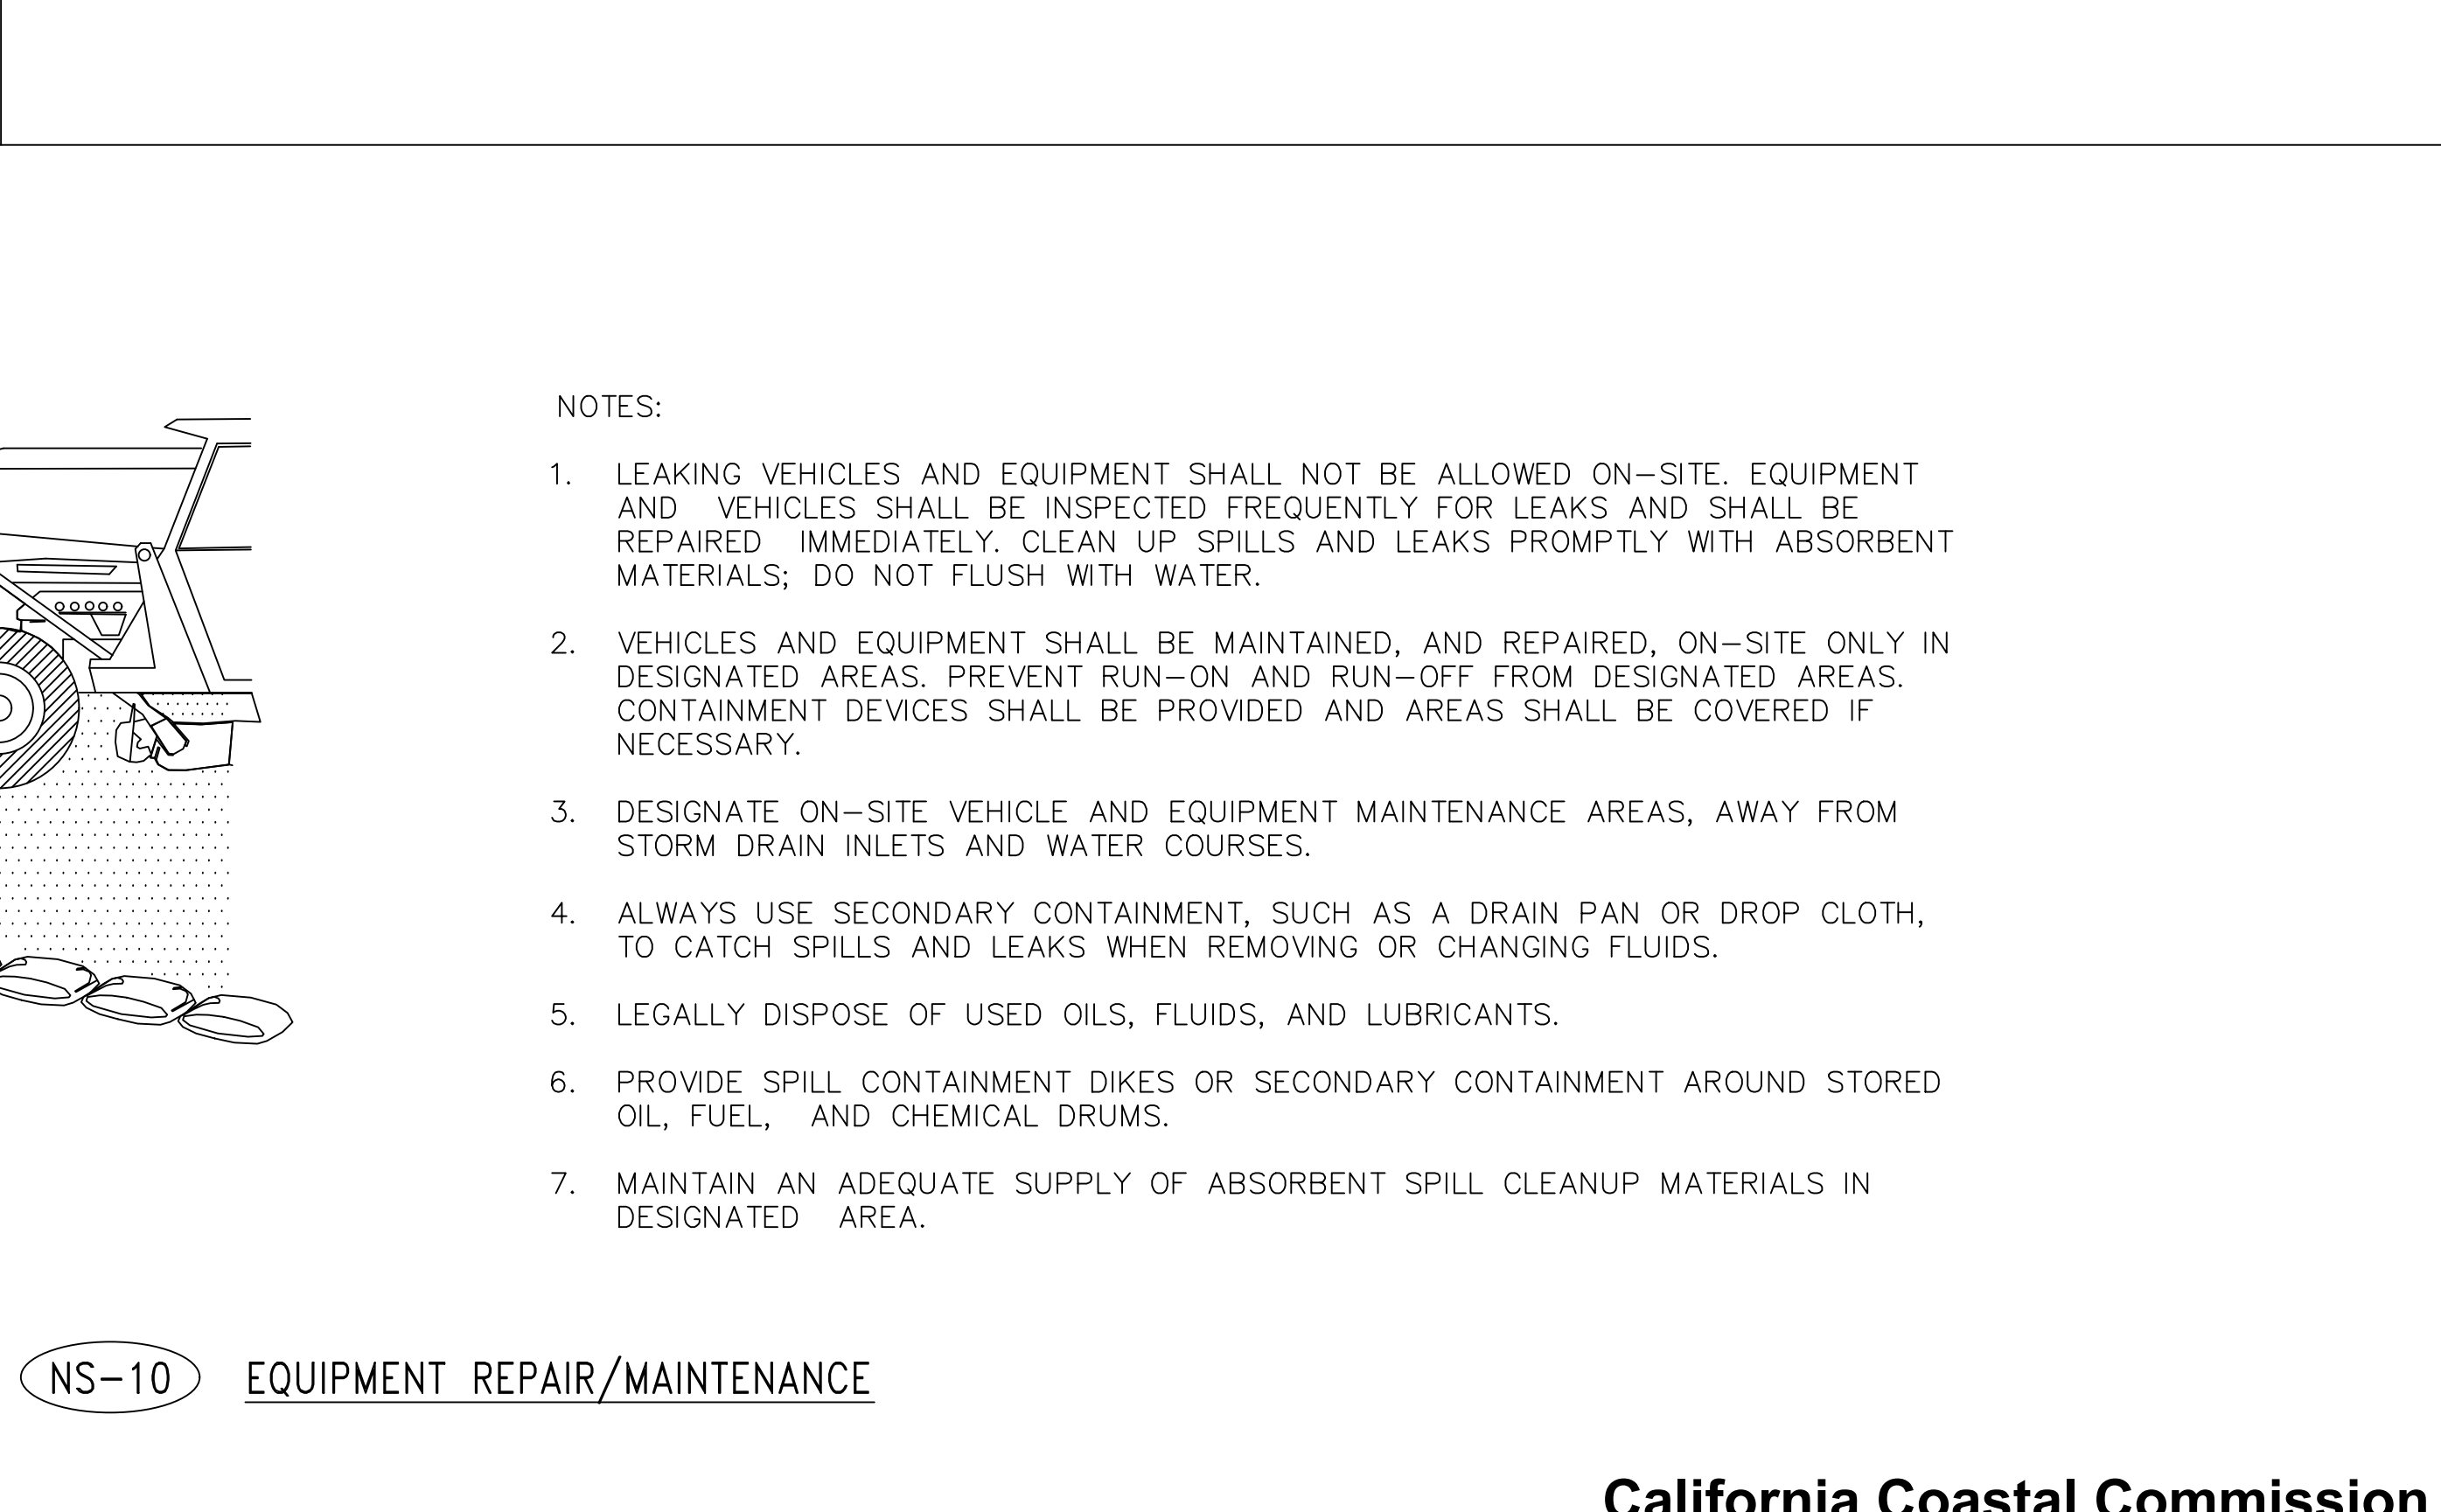 NOTES:
1. LEAKING VEHICLES AND EQUIPMENT SHALL NOT BE ALLOWED ON-SITE. EQUIPMENT
AND VEHICLES SHALL BE INSPECTED FREQUENTLY FOR LEAKS AND SHALL BE
REPAIRED IMMEDIATELY. CLEAN UP SPILLS AND LEAKS PROMPTLY WITH ABSORBENT
MATERIALS; DO NOT FLUSH WITH WATER.
2. VEHICLES AND EQUIPMENT SHALL BE MAINTAINED, AND REPAIRED, ON-SITE ONLY IN
DESIGNATED AREAS. PREVENT RUN-ON AND RUN-OFF FROM DESIGNATED AREAS.
CONTAINMENT DEVICES SHALL BE PROVIDED AND AREAS SHALL BE COVERED IF
NECESSARY.
3. DESIGNATE ON-SITE VEHICLE AND EQUIPMENT MAINTENANCE AREAS, AWAY FROM
STORM DRAIN INLETS AND WATER COURSES.
4. ALWAYS USE SECONDARY CONTAINMENT, SUCH AS A DRAIN PAN OR DROP CLOTH,
TO CATCH SPILLS AND LEAKS WHEN REMOVING OR CHANGING FLUIDS.
5. LEGALLY DISPOSE OF USED OILS, FLUIDS, AND LUBRICANTS.
6. PROVIDE SPILL CONTAINMENT DIKES OR SECONDARY CONTAINMENT AROUND STORED
OIL, FUEL, AND CHEMICAL DRUMS.
7. MAINTAIN AN ADEQUATE SUPPLY OF ABSORBENT SPILL CLEANUP MATERIALS IN
DESIGNATED AREA.
NS-10 EQUIPMENT REPAIR/MAINTENANCE
California Coastal Commission